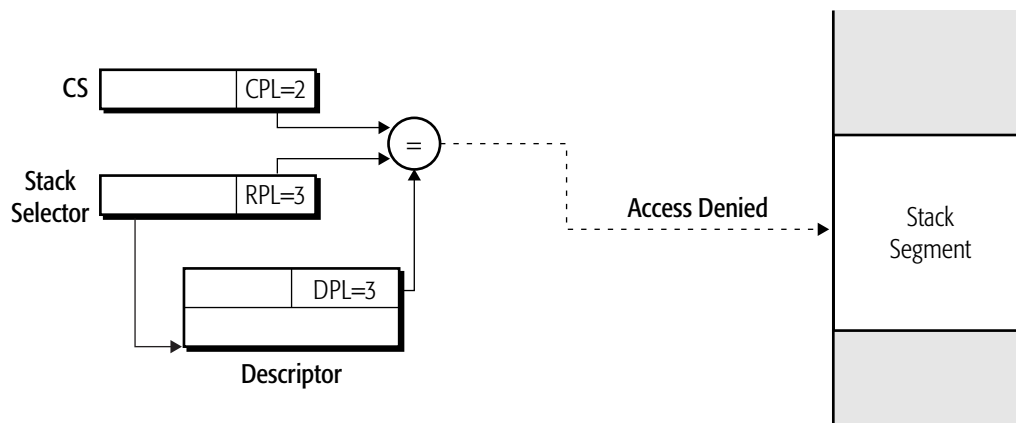 CS
CPL=2
=
Stack
Selector
RPL=3
Access Denied
Stack
Segment
DPL=3
Descriptor